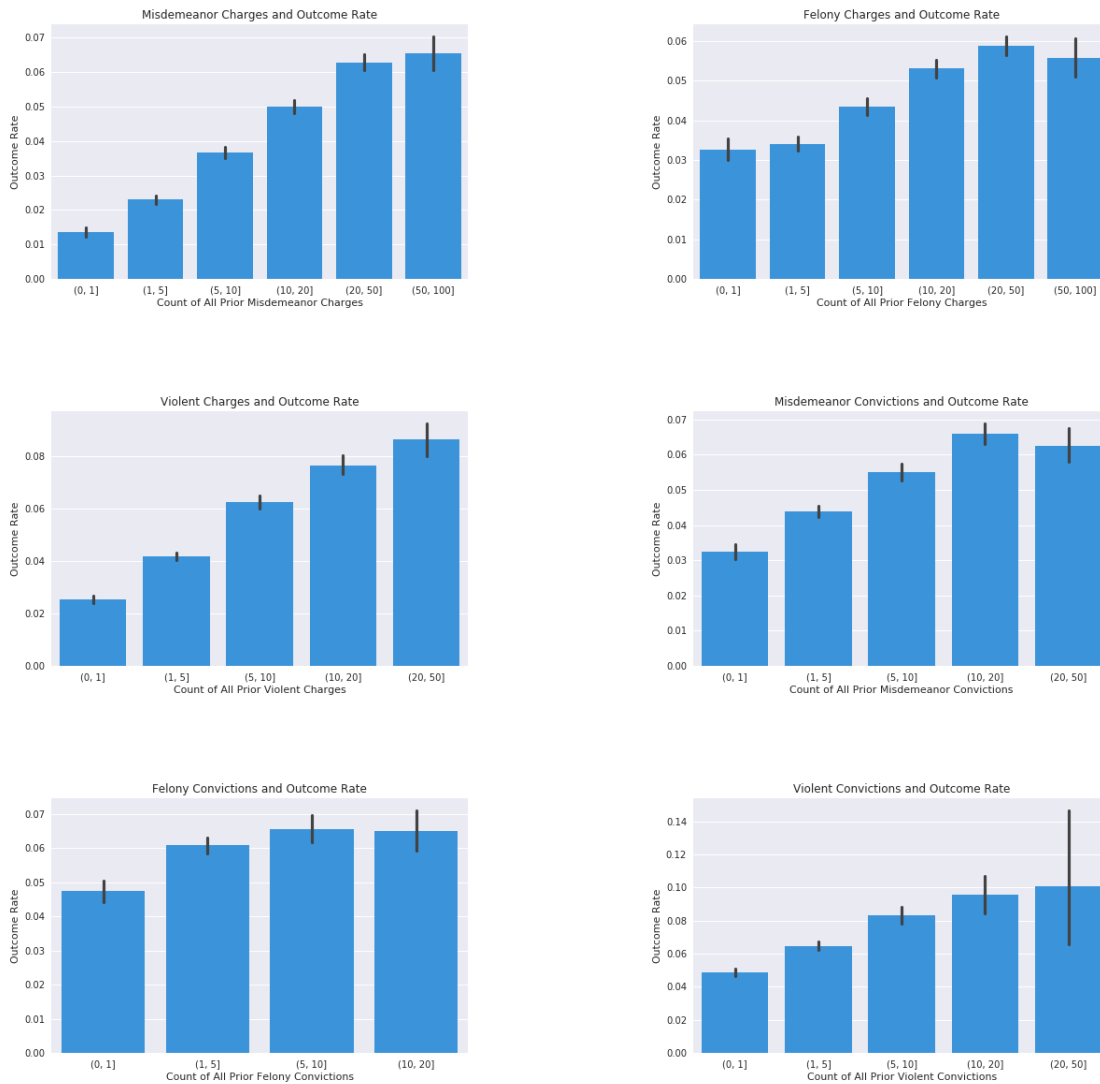 Misdemeanor Charges and Outcome Rate
Outcome Rate
0.07
0.06
0.05
0.04
0.03
0.02
0.01
0.00
(0, 1] (1, 5] (5, 10] (10, 20] (20, 50] (50, 100]
Count of All Prior Misdemeanor Charges
Felony Charges and Outcome Rate
Outcome Rate
0.06
0.05
0.04
0.03
0.02
0.01
0.00
(0, 1] (1, 5] (5, 10] (10, 20] (20, 50] (50, 100]
Count of All Prior Felony Charges
Violent Charges and Outcome Rate
Outcome Rate
0.08
0.06
0.04
0.02
0.00
(0, 1] (1, 5] (5, 10] (10, 20] (20, 50]
Count of All Prior Violent Charges
Misdemeanor Convictions and Outcome Rate
Outcome Rate
0.07
0.06
0.05
0.04
0.03
0.02
0.01
0.00
(0, 1] (1, 5] (5, 10] (10, 20] (20, 50]
Count of All Prior Misdemeanor Convictions
Felony Convictions and Outcome Rate
Outcome Rate
0.07
0.06
0.05
0.04
0.03
0.02
0.01
0.00
(0, 1] (1, 5] (5, 10] (10, 20]
Count of All Prior Felony Convictions
Violent Convictions and Outcome Rate
Outcome Rate
0.14
0.12
0.10
0.08
0.06
0.04
0.02
0.00
(0, 1] (1, 5] (5, 10] (10, 20] (20, 50]
Count of All Prior Violent Convictions